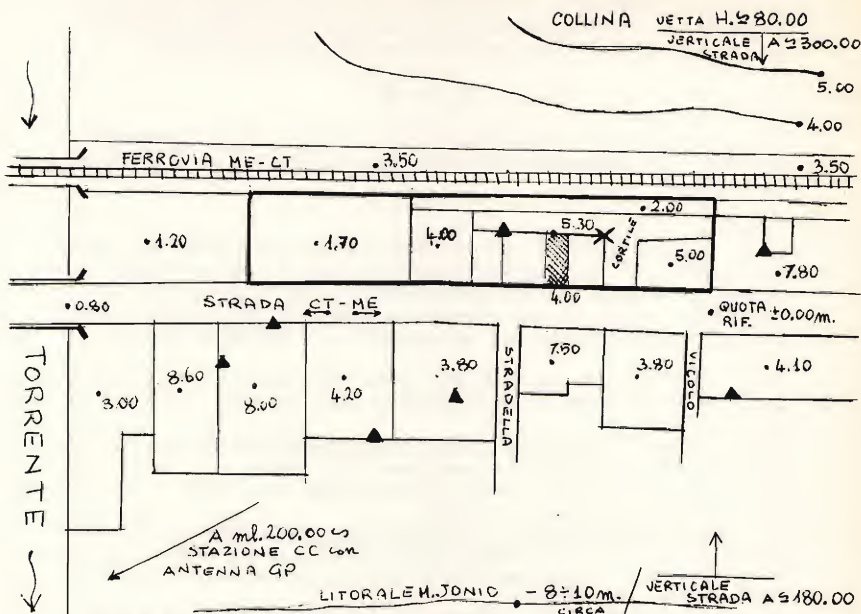 COLLINA VETTA H.≃80.00
VERTICALE STRADA A≃300.00
5.00
4.00
FERROVIA ME-CT
3.50
3.50
2.00
5.30
1.20
1.70
4.00
CORTILE
5.00
7.80
4.00
0.80
STRADA CT-ME
QUOTA RIF. ±0.00m.
TORRENTE
3.00
8.60
8.00
4.20
3.80
STRADELLA
7.50
3.80
VICOLO
4.10
A ml.200.00
STAZIONE CC con
ANTENNA GP
LITORALE M. JONIO
-8÷10m.
CIRCA
VERTICALE
STRADA A≃180.00